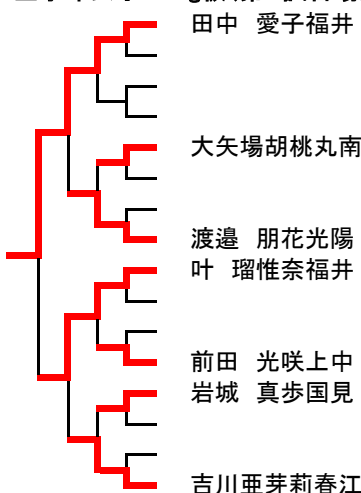 田中 愛子福井
大矢場胡桃丸南
渡邉 朋花光陽
叶 瑠惟奈福井
前田 光咲上中
岩城 真歩国見
吉川亜芽莉春江